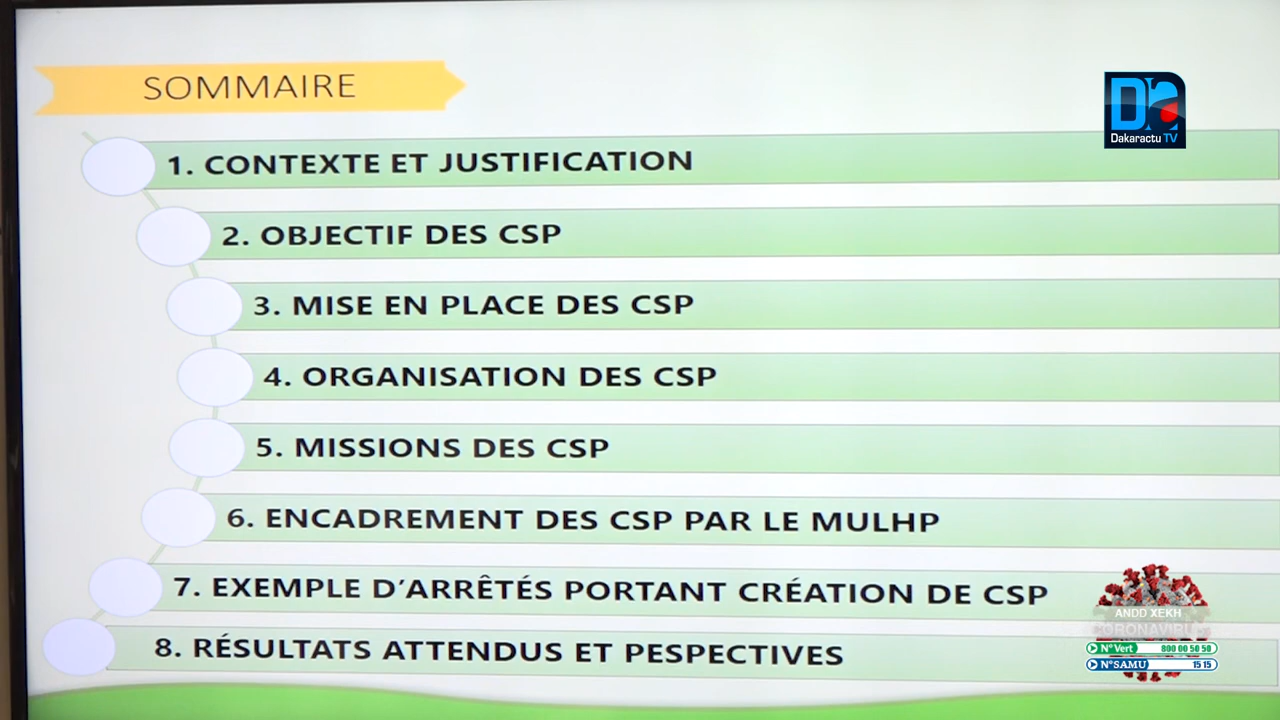 SOMMAIRE
Dakaractu TV
1. CONTEXTE ET JUSTIFICATION
2. OBJECTIF DES CSP
3. MISE EN PLACE DES CSP
4. ORGANISATION DES CSP
5. MISSIONS DES CSP
6. ENCADREMENT DES CSP PAR LE MULHP
7. EXEMPLE D'ARRÊTÉS PORTANT CRÉATION DE CSP
8. RÉSULTATS ATTENDUS ET PESPECTIVES
ANDD XEKH
CORONAVIRUS
N° Vert 800 00 50 50
N°SAMU 15 15